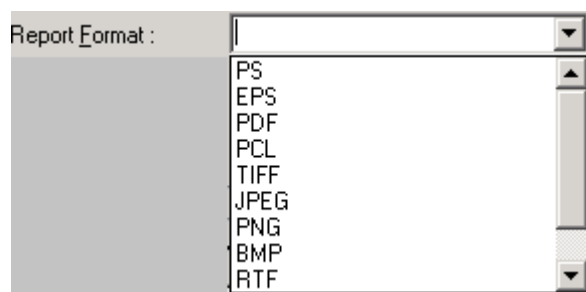 Report Format :
PS
EPS
PDF
PCL
TIFF
JPEG
PNG
BMP
RTF